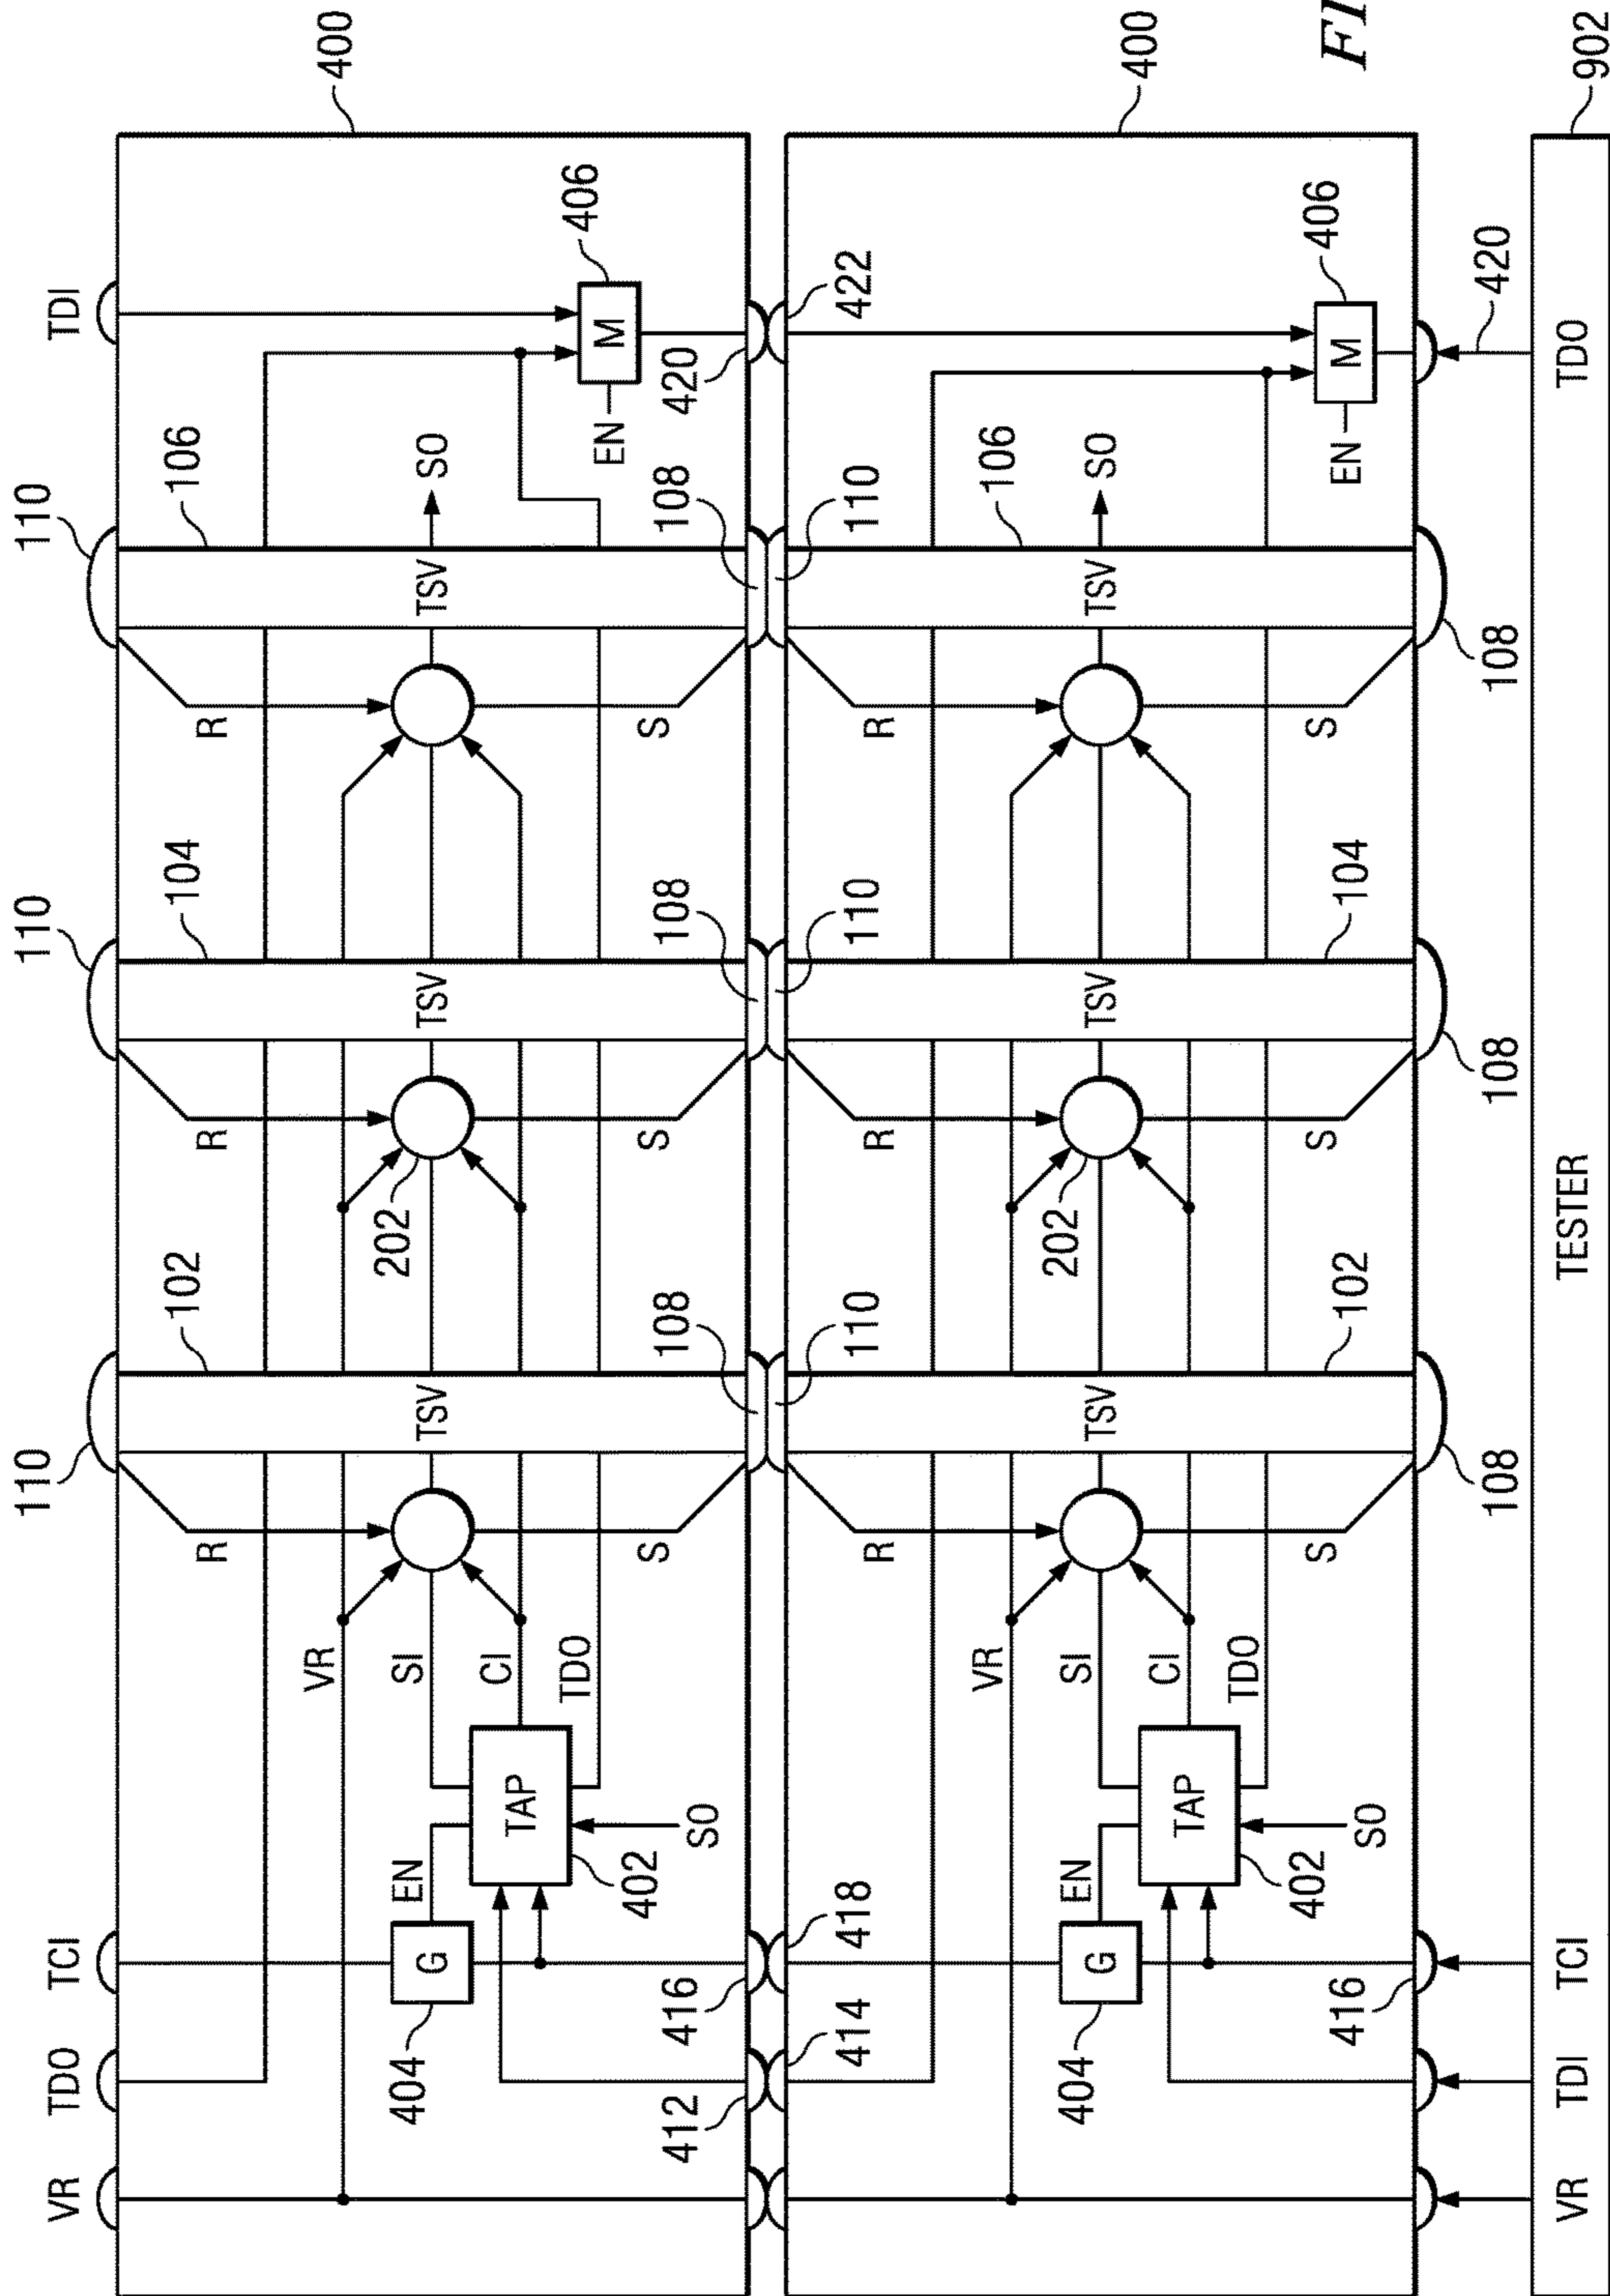 110 110 110
VR TDO TCI TDI
102 104 106
R R R
VR 400
202
404 EN SI
G TSV TSV TSV SO
CI
TAP
TDO 406
EN M
402
S S S
412 416 SO 108 108 108 420
414 418 110 110 110 422
R R R
VR 106
404 EN SI 202
G TSV TSV TSV SO
400
CI
TAP
TDO
402
S S S
416 102 104 EN M 406
SO
FI
108 108 108 420
VR TDI TCI TESTER TDO
902